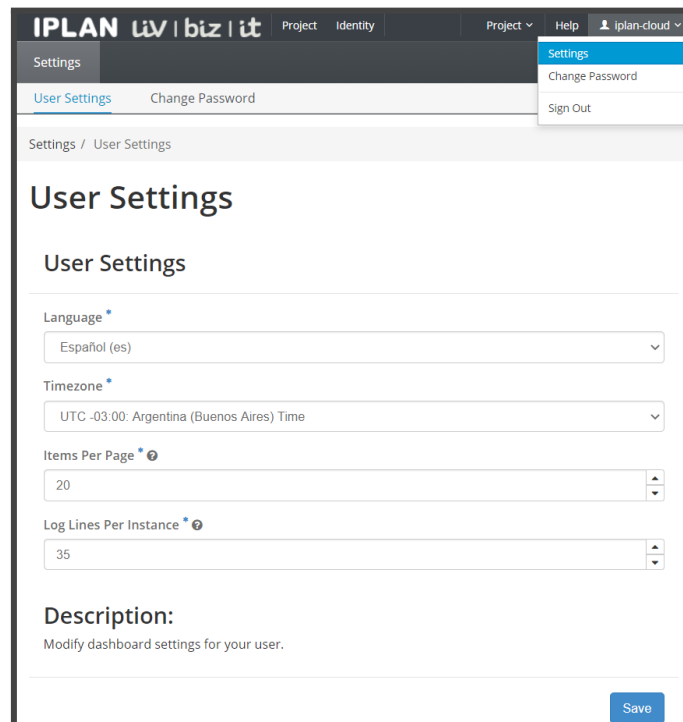 IPLAN liv | biz | it Project Identity Project Help iplan-cloud
Settings
Settings
Change Password
Sign Out
User Settings Change Password
Settings / User Settings
User Settings
User Settings
Language *
Español (es)
Timezone *
UTC -03:00: Argentina (Buenos Aires) Time
Items Per Page *
20
Log Lines Per Instance *
35
Description:
Modify dashboard settings for your user.
Save